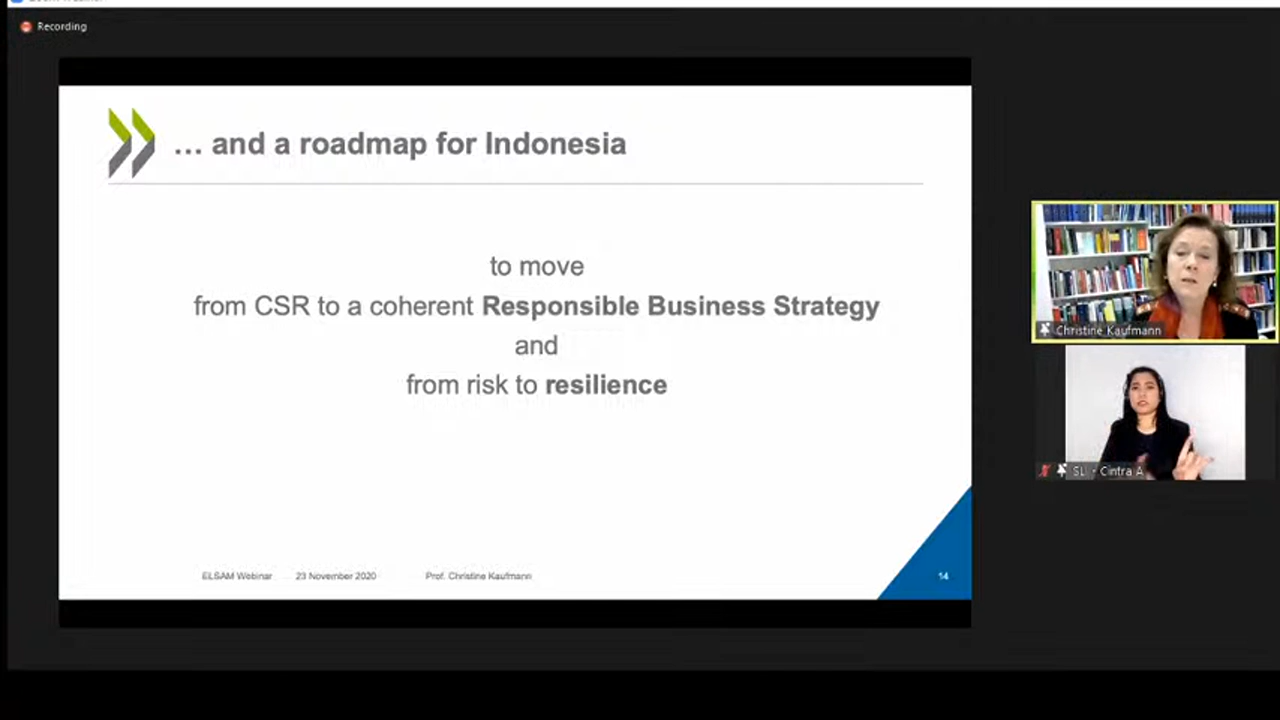 Recording
… and a roadmap for Indonesia
to move
from CSR to a coherent Responsible Business Strategy
and
from risk to resilience
Christine Kaufmann
SL - Cintra A
ELSAM Webinar 23 November 2020 Prof. Christine Kaufmann 14